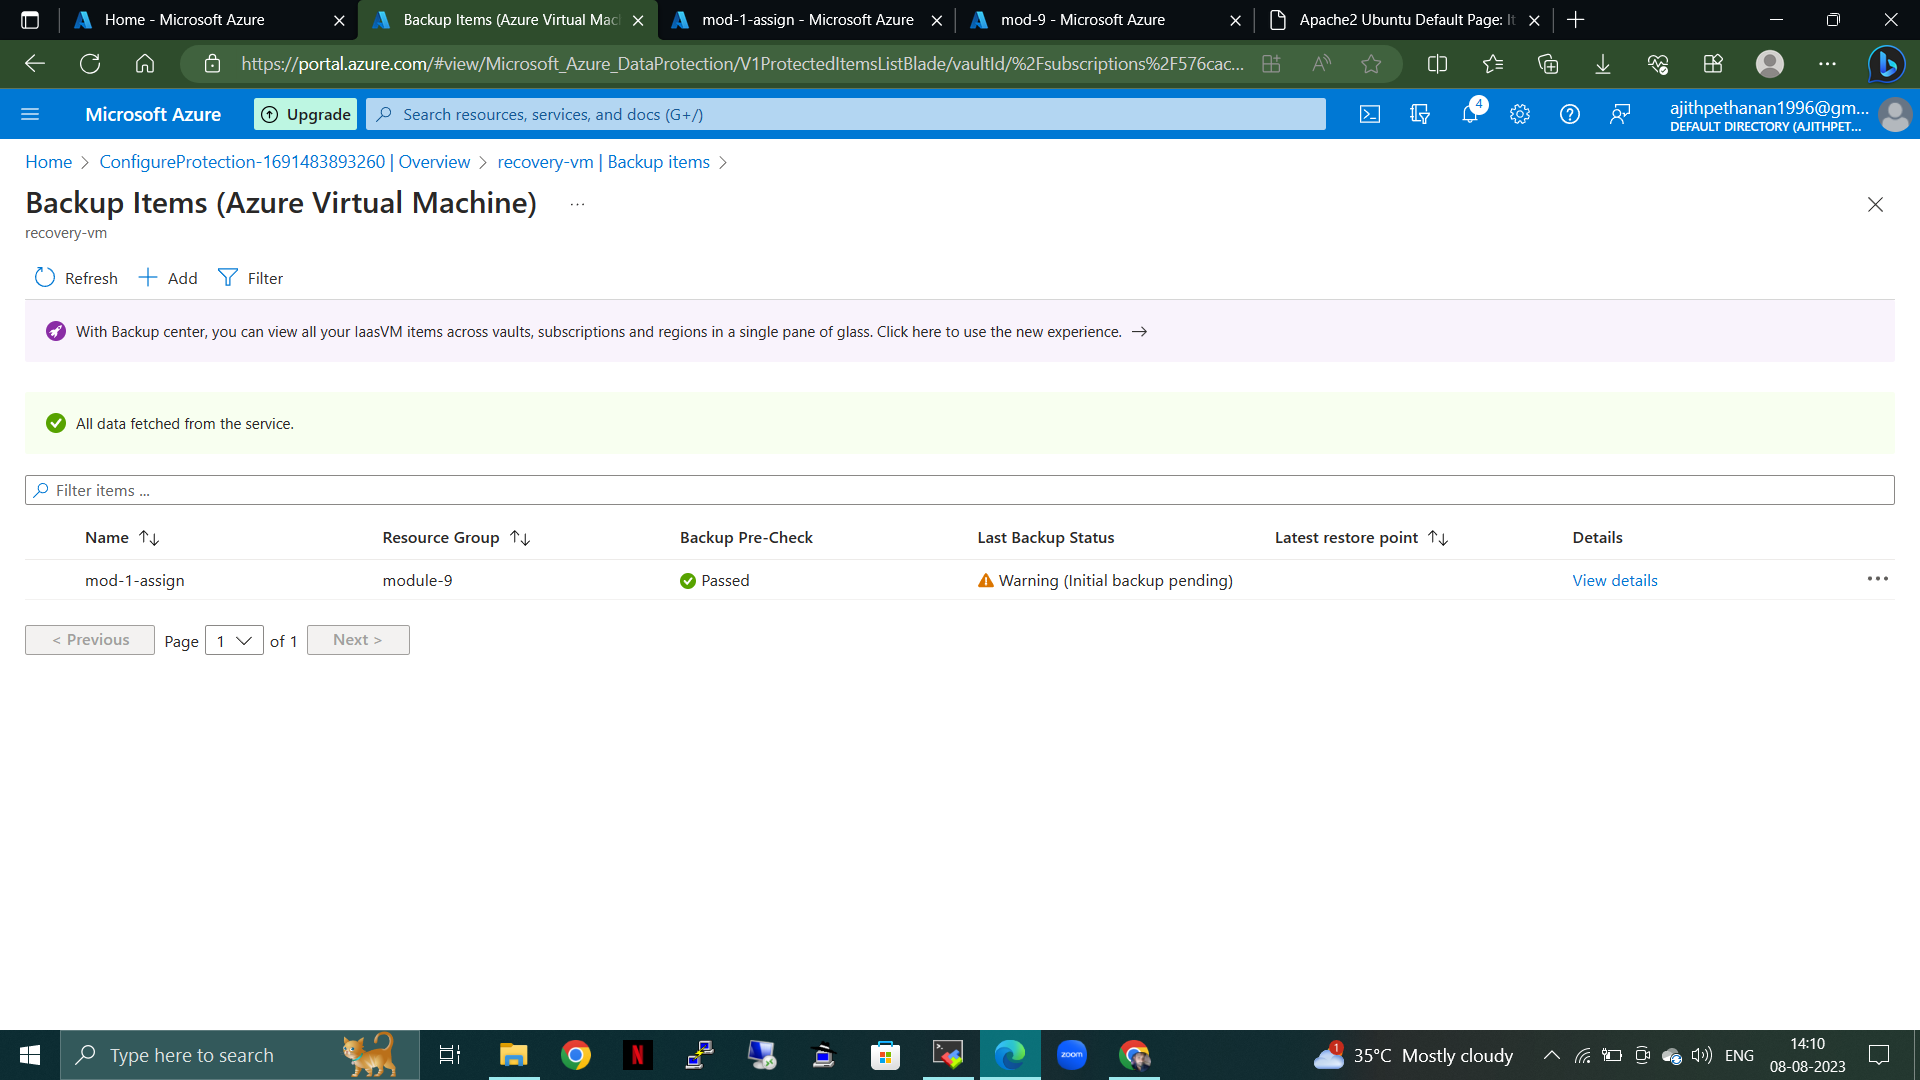 Home - Microsoft Azure
Backup Items (Azure Virtual Mac
mod-1-assign - Microsoft Azure
mod-9 - Microsoft Azure
Apache2 Ubuntu Default Page: It
https://portal.azure.com/#view/Microsoft_Azure_DataProtection/V1ProtectedItemsListBlade/vaultId/%2Fsubscriptions%2F576cac...
Microsoft Azure
Upgrade
Search resources, services, and docs (G+/)
4
ajithpethanan1996@gm...
DEFAULT DIRECTORY (AJITHPET...
Home > ConfigureProtection-1691483893260 | Overview > recovery-vm | Backup items >
Backup Items (Azure Virtual Machine) ...
recovery-vm
Refresh
Add
Filter
With Backup center, you can view all your IaasVM items across vaults, subscriptions and regions in a single pane of glass. Click here to use the new experience. →
All data fetched from the service.
Filter items ...
Name ↑↓ Resource Group ↑↓ Backup Pre-Check Last Backup Status Latest restore point ↑↓ Details
mod-1-assign module-9 Passed Warning (Initial backup pending) View details ...
< Previous Page 1 of 1 Next >
Type here to search
N
zoom
1
35°C Mostly cloudy
ENG
14:10
08-08-2023